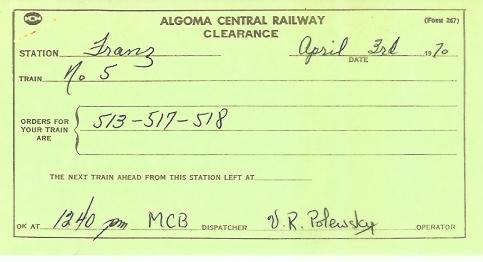 ALGOMA CENTRAL RAILWAY
(Form 267)
CLEARANCE
STATION Franz April 3rd 1970
DATE
TRAIN No 5
ORDERS FOR YOUR TRAIN ARE 513-517-518
THE NEXT TRAIN AHEAD FROM THIS STATION LEFT AT
OK AT 1240 pm MCB DISPATCHER V. R. Polewsky OPERATOR